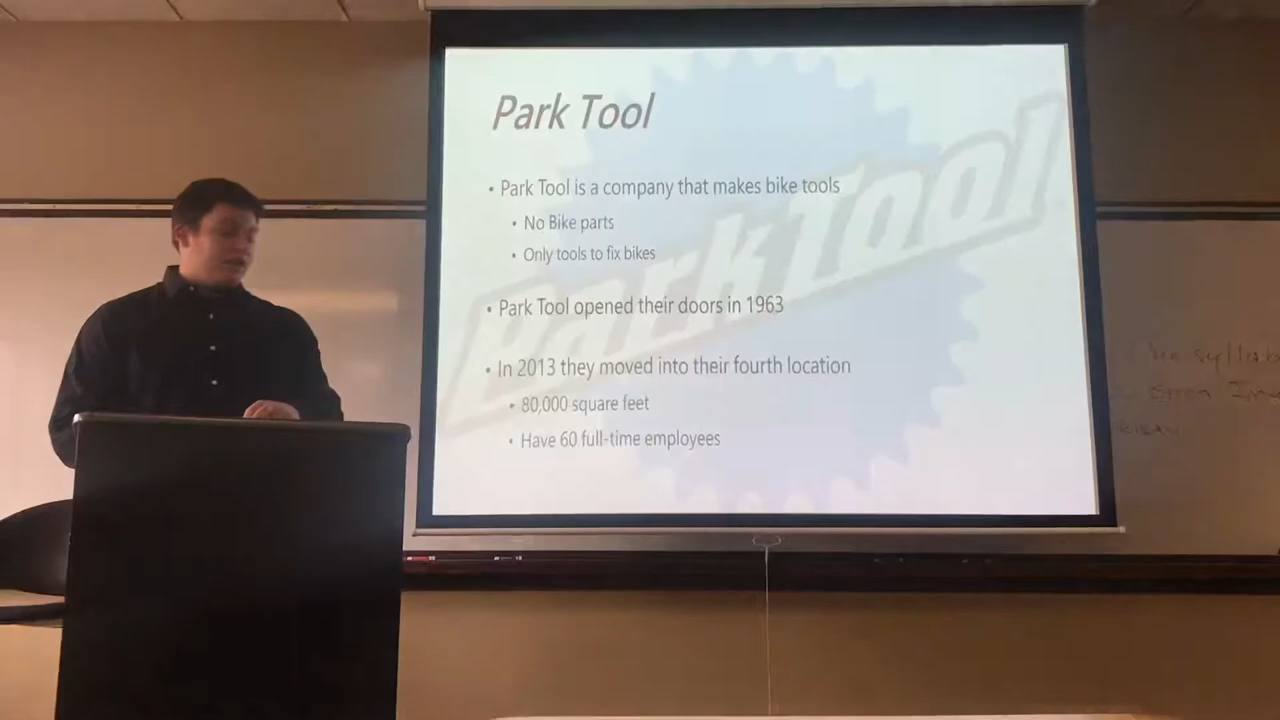 Park Tool
• Park Tool is a company that makes bike tools
• No Bike parts
• Only tools to fix bikes
• Park Tool opened their doors in 1963
• In 2013 they moved into their fourth location
• 80,000 square feet
• Have 60 full-time employees
ParkTool